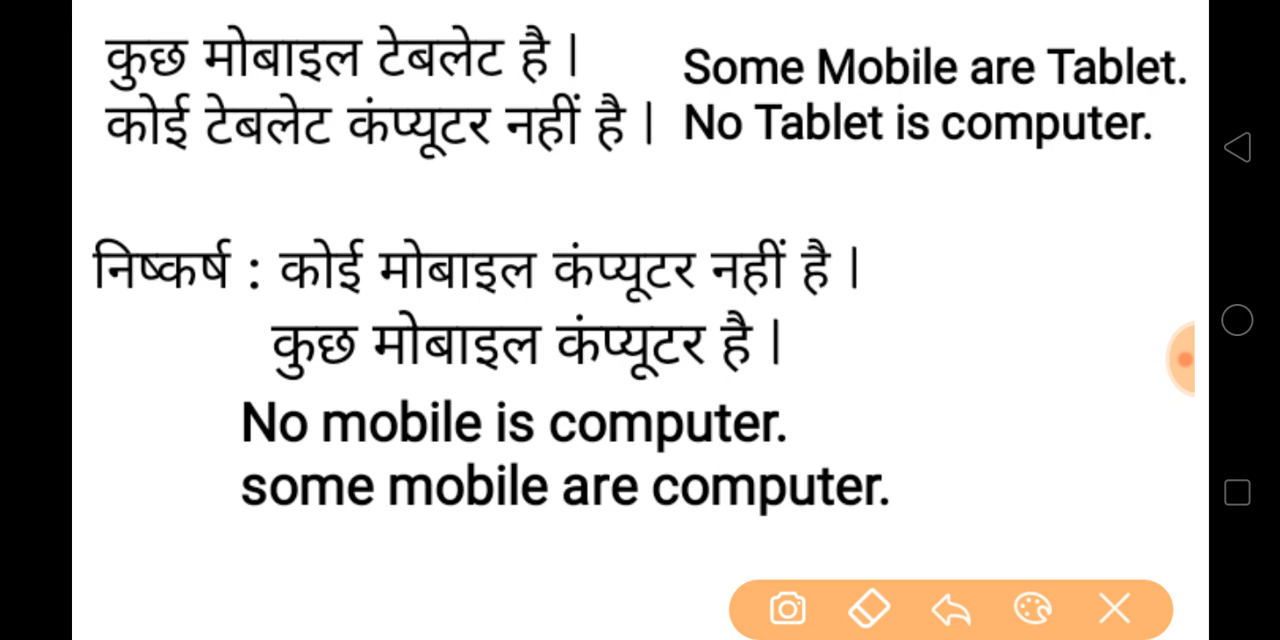 कुछ मोबाइल टेबलेट है |
Some Mobile are Tablet.
कोई टेबलेट कंप्यूटर नहीं है |
No Tablet is computer.
निष्कर्ष : कोई मोबाइल कंप्यूटर नहीं है |
कुछ मोबाइल कंप्यूटर है |
No mobile is computer.
some mobile are computer.